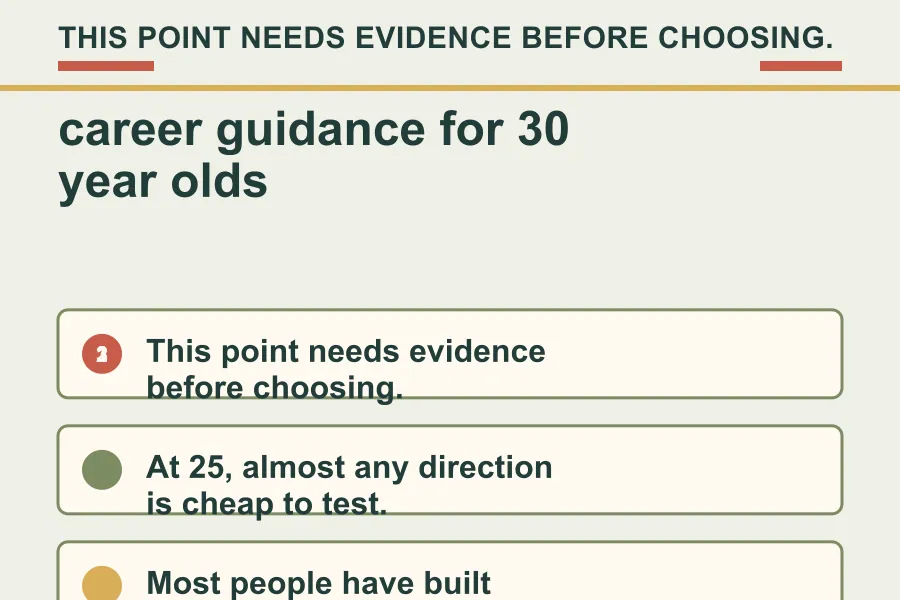 THIS POINT NEEDS EVIDENCE BEFORE CHOOSING.
career guidance for 30
year olds
This point needs evidence
before choosing.
At 25, almost any direction
is cheap to test.
Most people have built